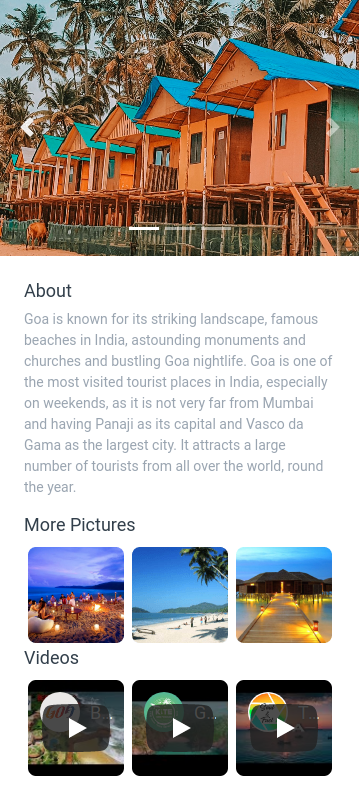 About
Goa is known for its striking landscape, famous
beaches in India, astounding monuments and
churches and bustling Goa nightlife. Goa is one of
the most visited tourist places in India, especially
on weekends, as it is not very far from Mumbai
and having Panaji as its capital and Vasco da
Gama as the largest city. It attracts a large
number of tourists from all over the world, round
the year.
More Pictures
Videos
B... G... T...